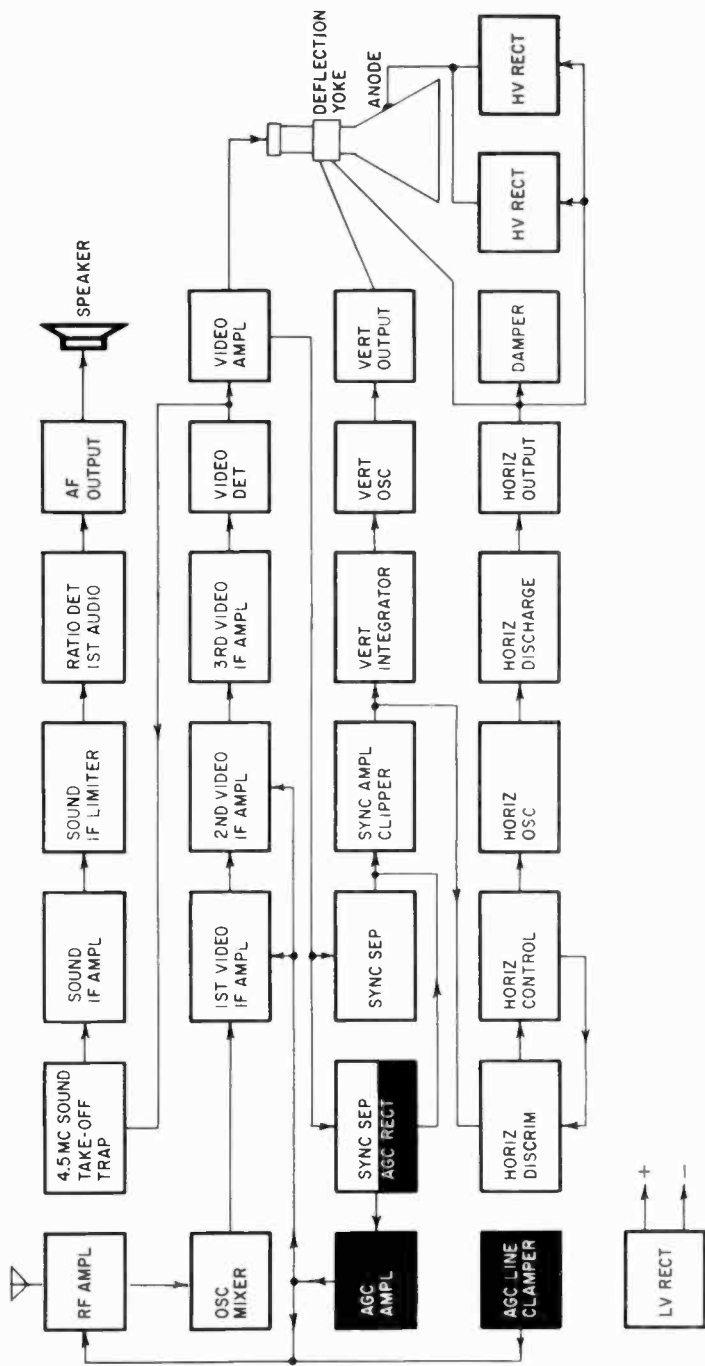 RF AMPL
4.5 MC SOUND
TAKE-OFF
TRAP
SOUND
IF AMPL
SOUND
IF LIMITER
RATIO DET
1ST AUDIO
AF
OUTPUT
SPEAKER
OSC
MIXER
1ST VIDEO
IF AMPL
2ND VIDEO
IF AMPL
3RD VIDEO
IF AMPL
VIDEO
DET
VIDEO
AMPL
DEFLECTION
YOKE
ANODE
AGC
AMPL
SYNC SEP
AGC RECT
SYNC SEP
SYNC AMPL
CLIPPER
VERT
INTEGRATOR
VERT
OSC
VERT
OUTPUT
HV RECT
HV RECT
AGC LINE
CLAMPER
HORIZ
DISCRIM
HORIZ
CONTROL
HORIZ
OSC
HORIZ
DISCHARGE
HORIZ
OUTPUT
DAMPER
LV RECT
+
−